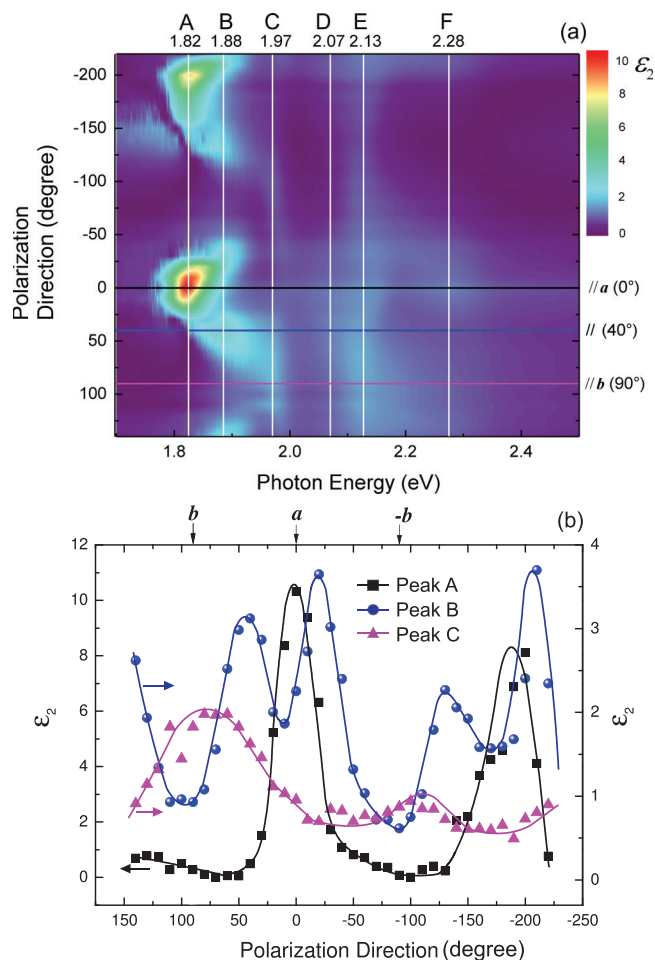 A B C D E F
1.82 1.88 1.97 2.07 2.13 2.28
(a)
ε2
10
8
6
4
2
0
-200
-150
-100
-50
0
50
100
Polarization
Direction (degree)
//a (0°)
// (40°)
//b (90°)
1.8 2.0 2.2 2.4
Photon Energy (eV)
b a -b
(b)
12
10
8
6
4
2
0
ε2
Peak A
Peak B
Peak C
4
3
2
1
0
ε2
150 100 50 0 -50 -100 -150 -200 -250
Polarization Direction (degree)